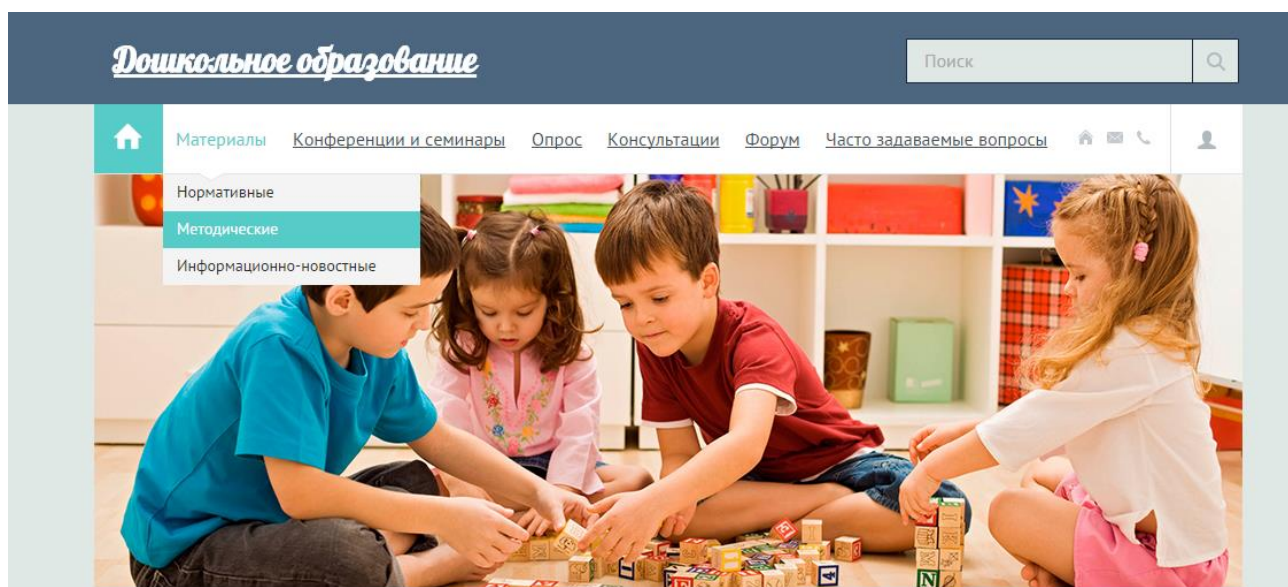 Дошкольное образование
Поиск
Материалы Конференции и семинары Опрос Консультации Форум Часто задаваемые вопросы
Нормативные
Методические
Информационно-новостные